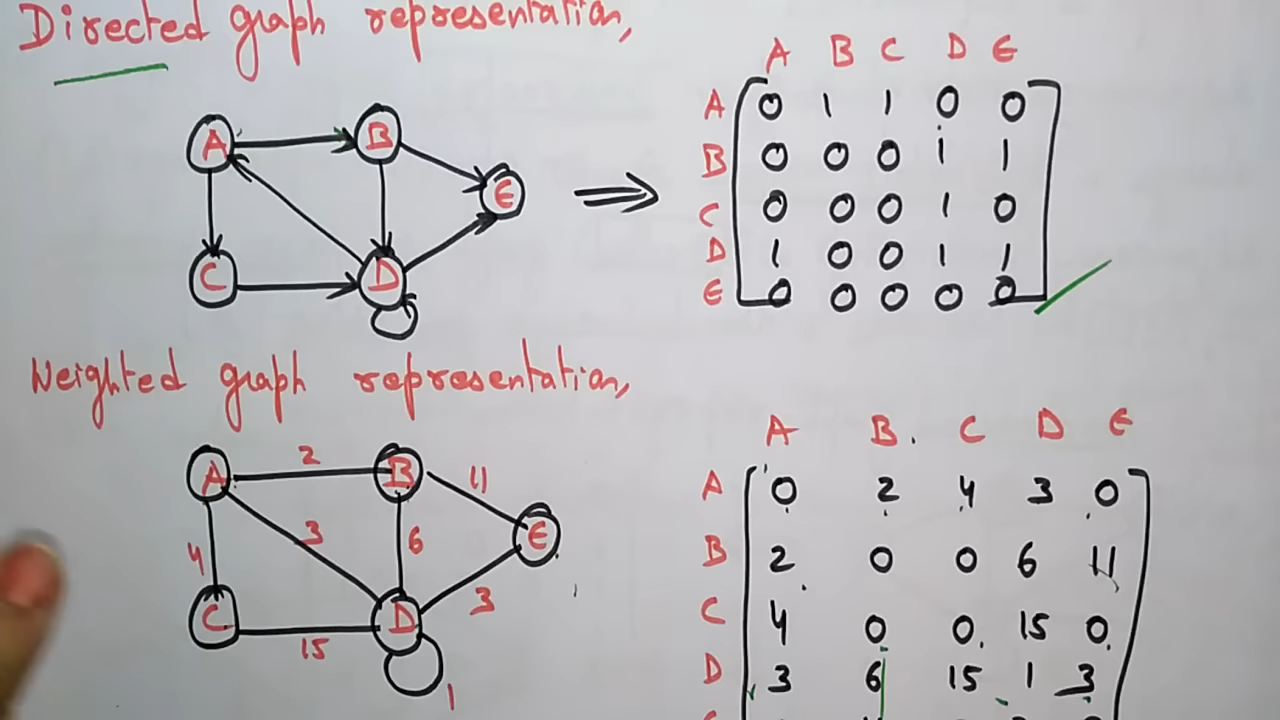 Directed graph representation,
A B C D E
A 0 1 1 0 0
B 0 0 0 1 1
C 0 0 0 1 0
D 1 0 0 1 1
E 0 0 0 0 0
A B
E
C D
Weighted graph representation,
A 2 B 11
4 3 6 E
C 15 D 3
1
A B. C D E
A 0 2 4 3 0
B 2 0 0 6 11
C 4 0 0 15 0
D 3 6 15 1 3